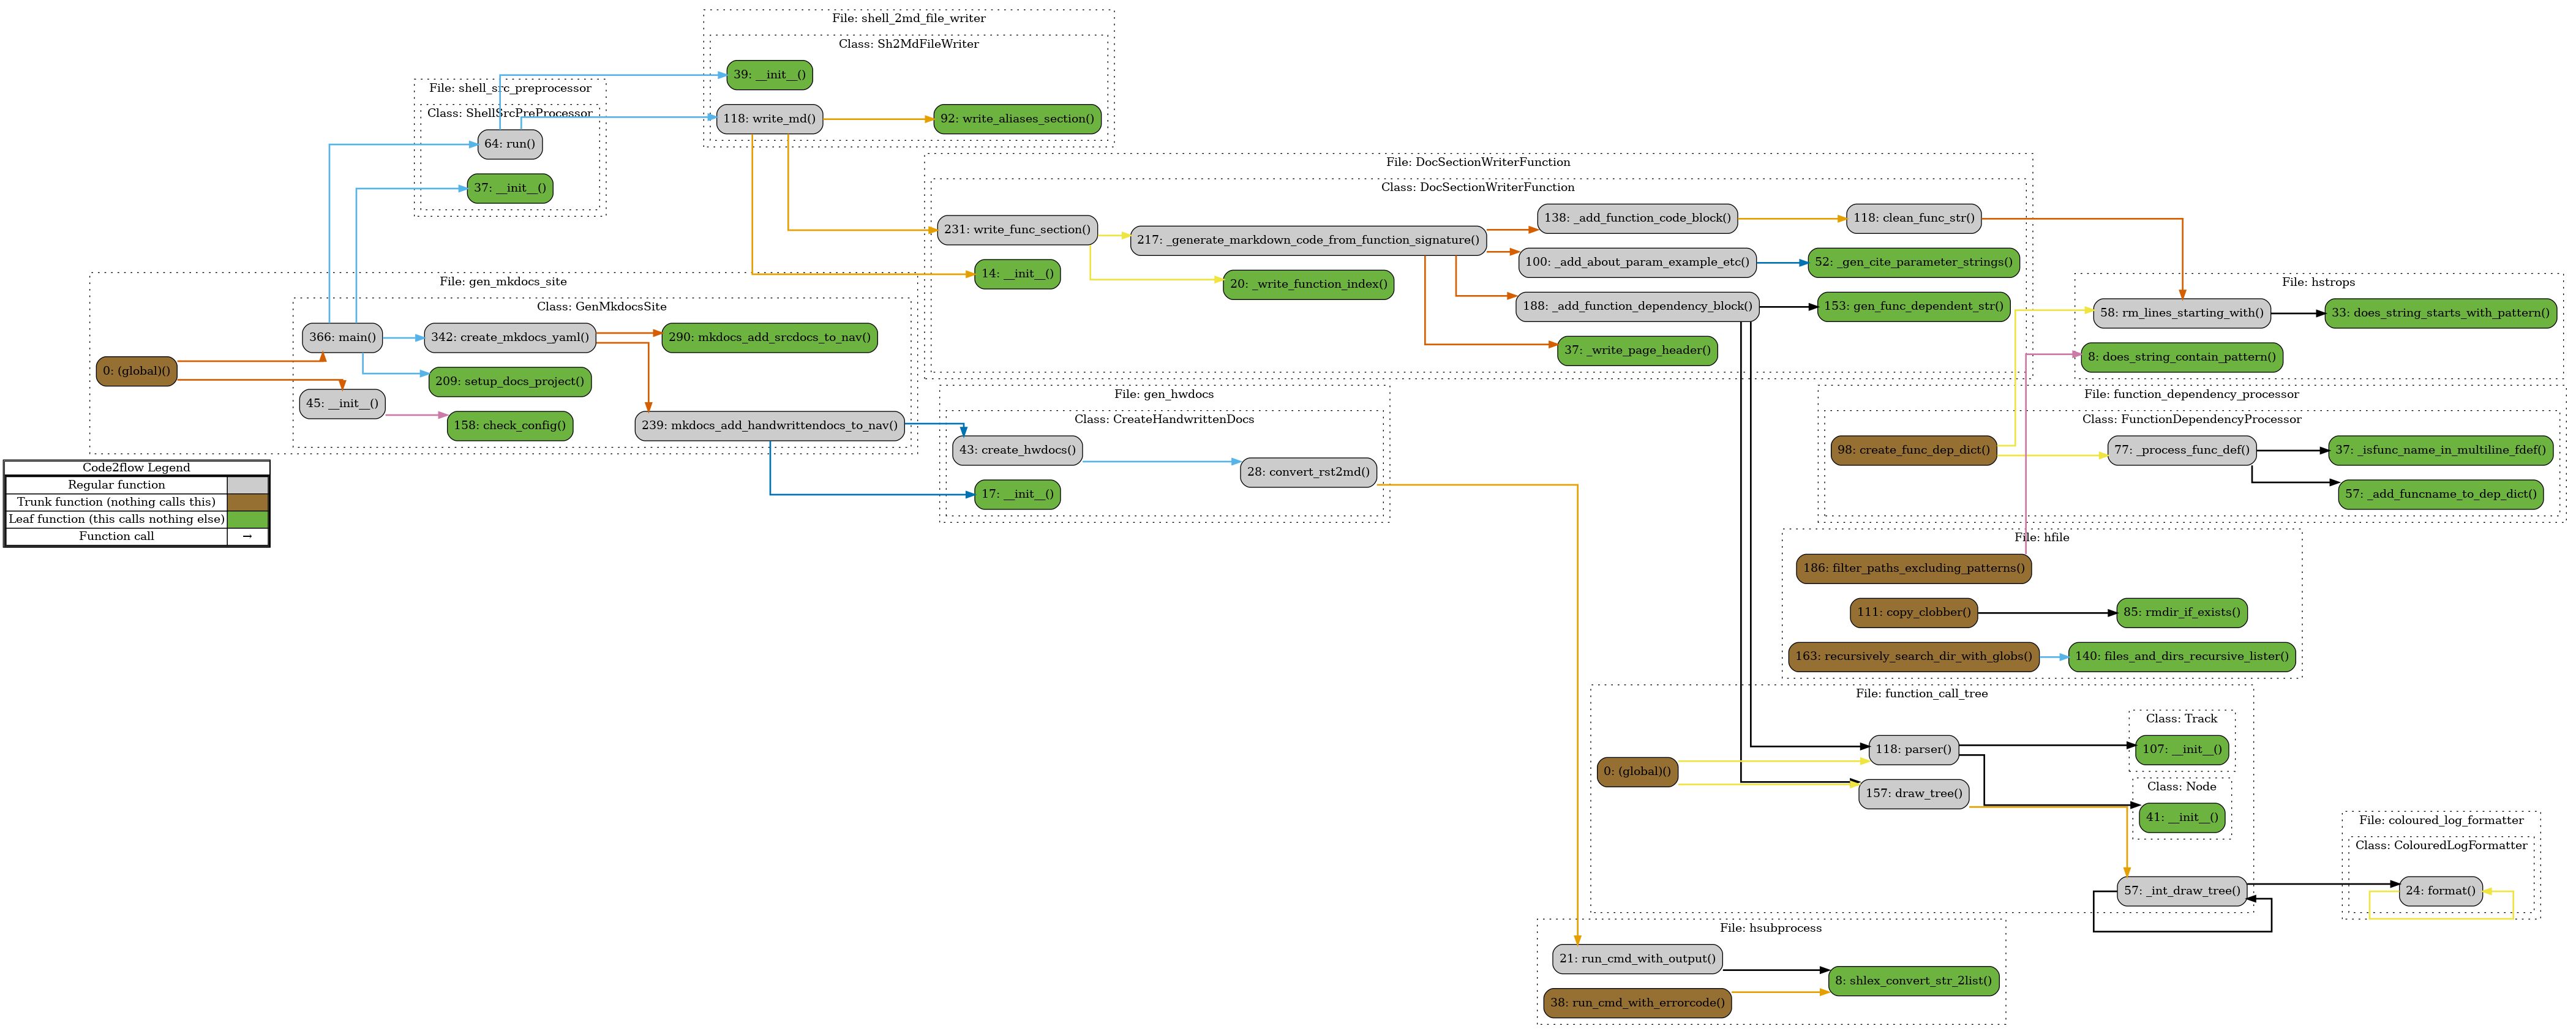 File: shell_2md_file_writer
Class: Sh2MdFileWriter
39: __init__()
118: write_md()
92: write_aliases_section()
File: shell_src_preprocessor
Class: ShellSrcPreProcessor
64: run()
37: __init__()
File: DocSectionWriterFunction
Class: DocSectionWriterFunction
231: write_func_section()
14: __init__()
217: _generate_markdown_code_from_function_signature()
20: _write_function_index()
138: _add_function_code_block()
118: clean_func_str()
100: _add_about_param_example_etc()
52: _gen_cite_parameter_strings()
188: _add_function_dependency_block()
153: gen_func_dependent_str()
37: _write_page_header()
File: gen_mkdocs_site
Class: GenMkdocsSite
0: (global)()
366: main()
342: create_mkdocs_yaml()
290: mkdocs_add_srcdocs_to_nav()
209: setup_docs_project()
45: __init__()
158: check_config()
239: mkdocs_add_handwrittendocs_to_nav()
File: hstrops
58: rm_lines_starting_with()
33: does_string_starts_with_pattern()
8: does_string_contain_pattern()
File: gen_hwdocs
Class: CreateHandwrittenDocs
43: create_hwdocs()
28: convert_rst2md()
17: __init__()
File: function_dependency_processor
Class: FunctionDependencyProcessor
98: create_func_dep_dict()
77: _process_func_def()
37: _isfunc_name_in_multiline_fdef()
57: _add_funcname_to_dep_dict()
Code2flow Legend
Regular function
Trunk function (nothing calls this)
Leaf function (this calls nothing else)
Function call →
File: hfile
186: filter_paths_excluding_patterns()
111: copy_clobber()
85: rmdir_if_exists()
163: recursively_search_dir_with_globs()
140: files_and_dirs_recursive_lister()
File: function_call_tree
Class: Track
107: __init__()
0: (global)()
118: parser()
157: draw_tree()
Class: Node
41: __init__()
57: _int_draw_tree()
File: coloured_log_formatter
Class: ColouredLogFormatter
24: format()
File: hsubprocess
21: run_cmd_with_output()
8: shlex_convert_str_2list()
38: run_cmd_with_errorcode()